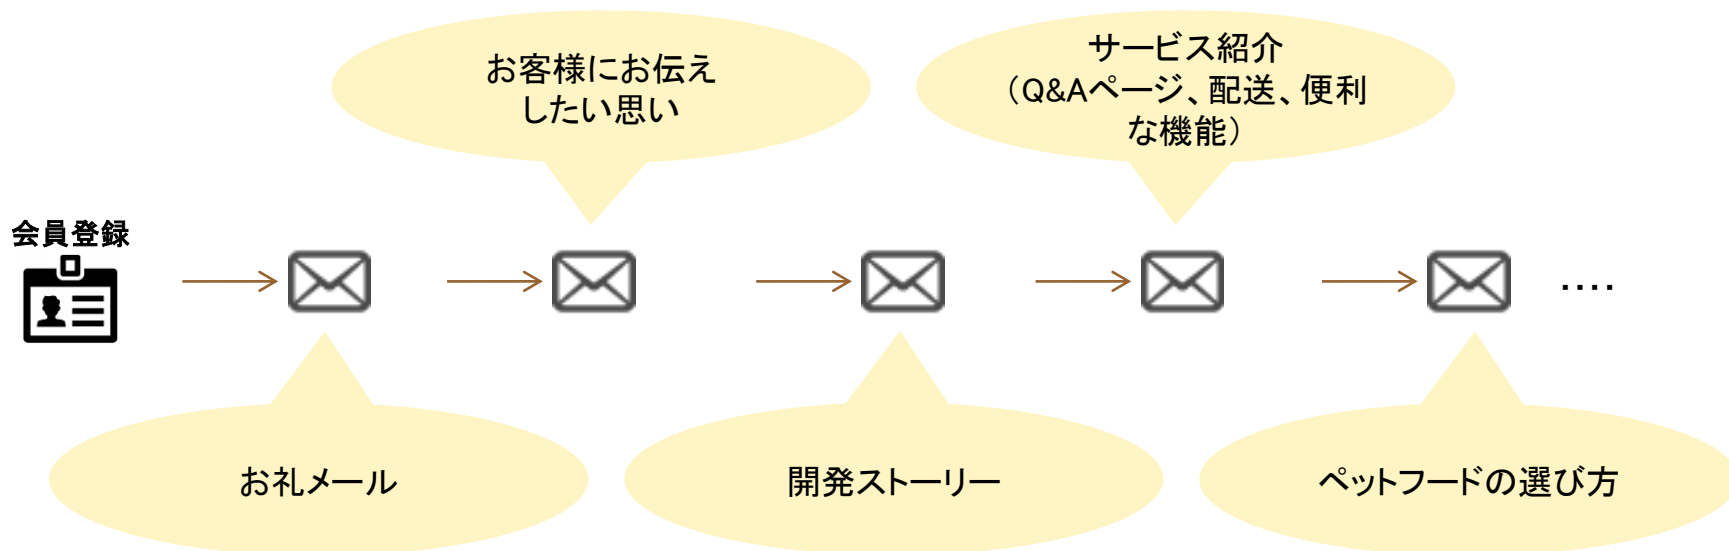 お客様にお伝え
したい思い
サービス紹介
（Q&Aページ、配送、便利
な機能）
会員登録
....
お礼メール
開発ストーリー
ペットフードの選び方